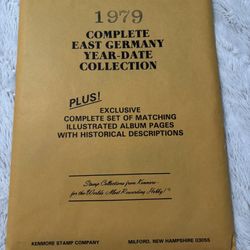 1979
COMPLETE
EAST GERMANY
YEAR-DATE
COLLECTION
PLUS!
EXCLUSIVE
COMPLETE SET OF MATCHING
ILLUSTRATED ALBUM PAGES
WITH HISTORICAL DESCRIPTIONS
Stamp Collections from Kenmore
for the World's Most Rewarding Hobby!
KENMORE STAMP COMPANY MILFORD, NEW HAMPSHIRE 03055